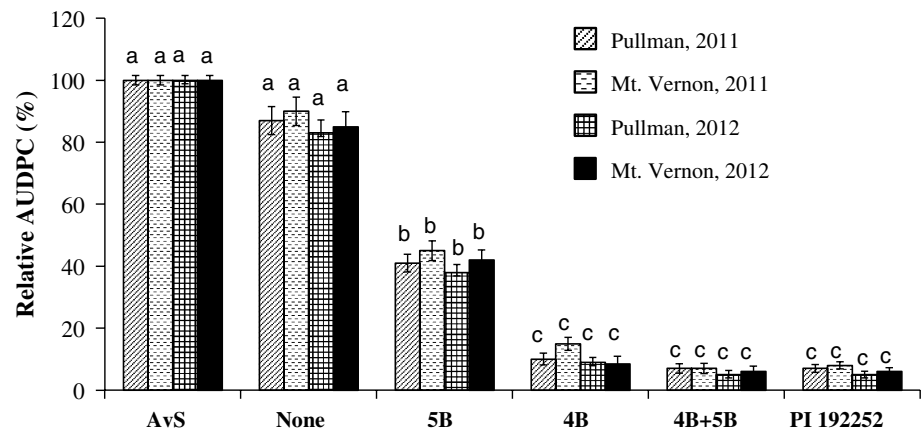 Relative AUDPC (%)
120
100
80
60
40
20
0
a a a a
a a a a
b b b b
c c c c
c c c c
c c c c
Pullman, 2011
Mt. Vernon, 2011
Pullman, 2012
Mt. Vernon, 2012
AvS None 5B 4B 4B+5B PI 192252